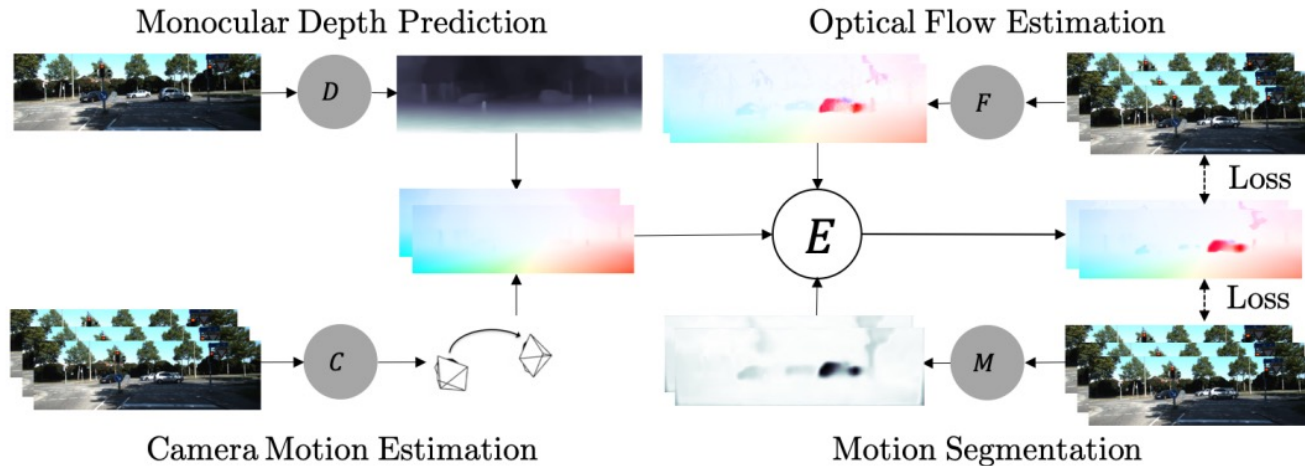 Monocular Depth Prediction
Optical Flow Estimation
D
F
Loss
E
Loss
C
M
Camera Motion Estimation
Motion Segmentation